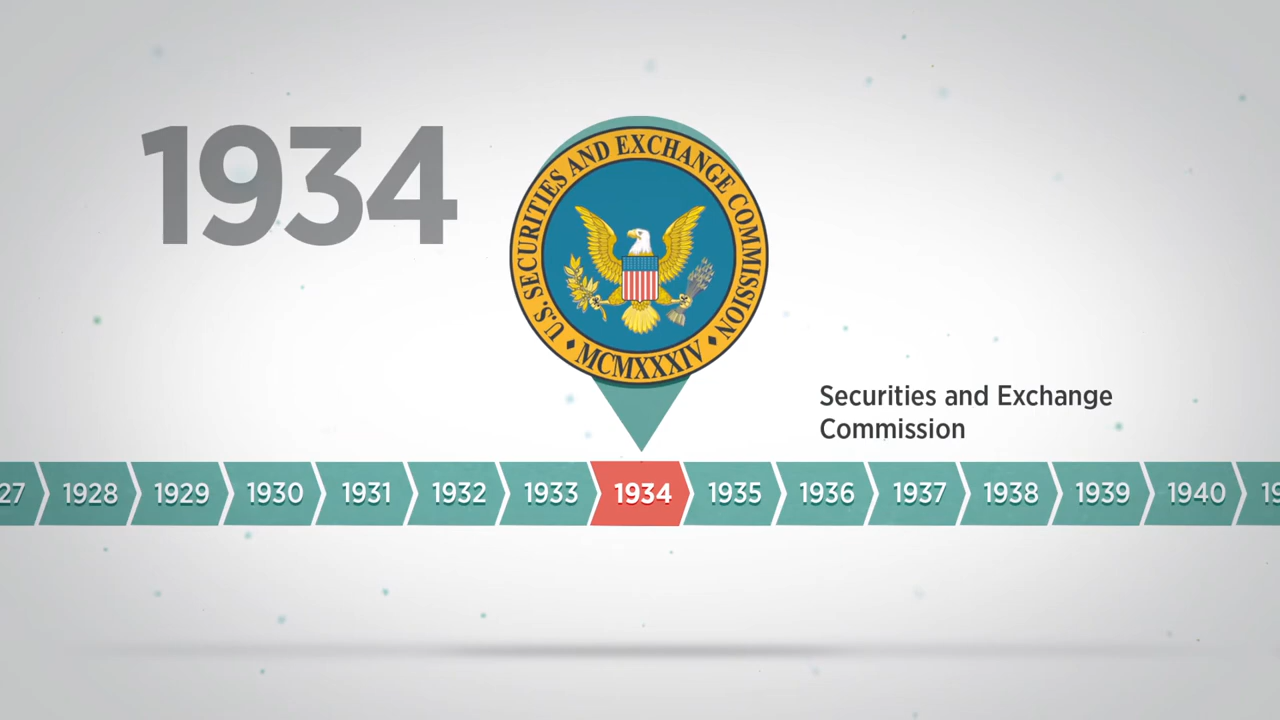 1934
U.S. SECURITIES AND EXCHANGE COMMISSION
MCMXXXIV
Securities and Exchange
Commission
27 1928 1929 1930 1931 1932 1933 1934 1935 1936 1937 1938 1939 1940 19